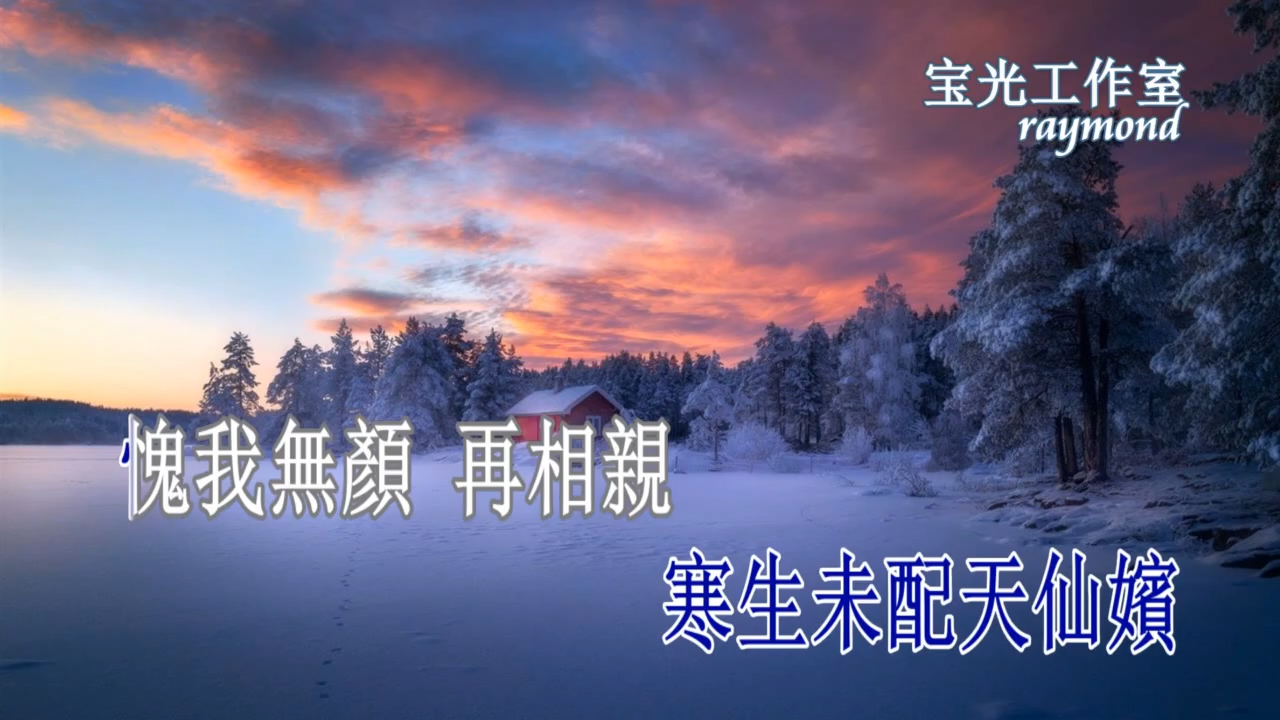 宝光工作室
raymond
愧我無顏 再相親
寒生未配天仙嬪